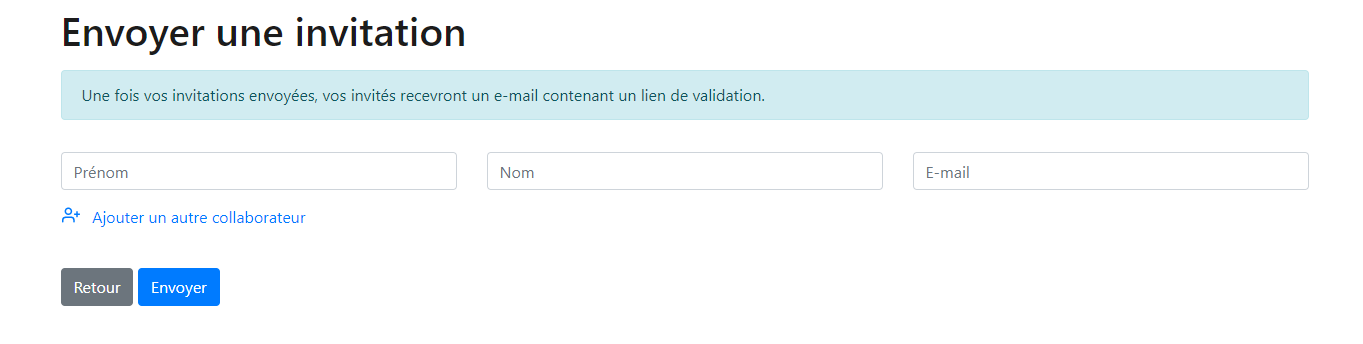 Envoyer une invitation
Une fois vos invitations envoyées, vos invités recevront un e-mail contenant un lien de validation.
Prénom
Nom
E-mail
Ajouter un autre collaborateur
Retour
Envoyer